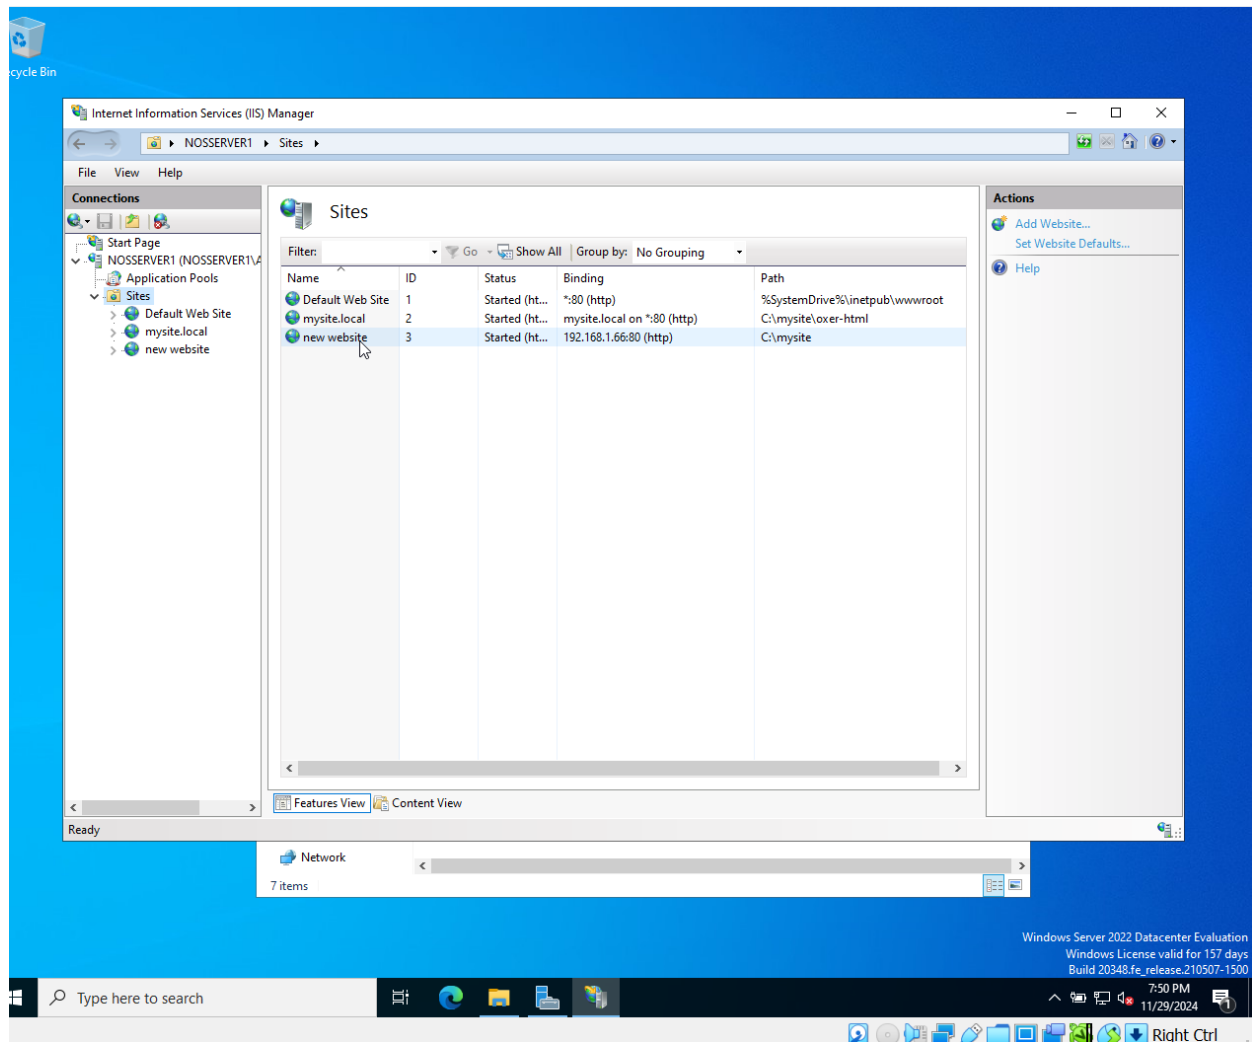 ecycle Bin
Internet Information Services (IIS) Manager
NOSSERVER1 Sites
File View Help
Connections
Start Page
NOSSERVER1 (NOSSERVER1\A
Application Pools
Sites
Default Web Site
mysite.local
new website
Sites
Filter: Go Show All Group by: No Grouping
Name ID Status Binding Path
Default Web Site 1 Started (ht... *:80 (http) %SystemDrive%\inetpub\wwwroot
mysite.local 2 Started (ht... mysite.local on *:80 (http) C:\mysite\oxer-html
new website 3 Started (ht... 192.168.1.66:80 (http) C:\mysite
Actions
Add Website...
Set Website Defaults...
Help
Features View Content View
Ready
Network
7 items
Windows Server 2022 Datacenter Evaluation
Windows License valid for 157 days
Build 20348.fe_release.210507-1500
Type here to search
7:50 PM
11/29/2024
1
Right Ctrl